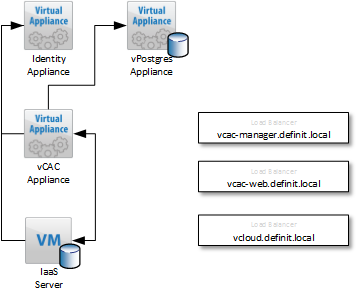 Virtual
Appliance
Identity
Appliance
Virtual
Appliance
vPostgres
Appliance
Virtual
Appliance
vCAC
Appliance
VM
IaaS
Server
Load Balancer
vcac-manager.definit.local
Load Balancer
vcac-web.definit.local
Load Balancer
vcloud.definit.local